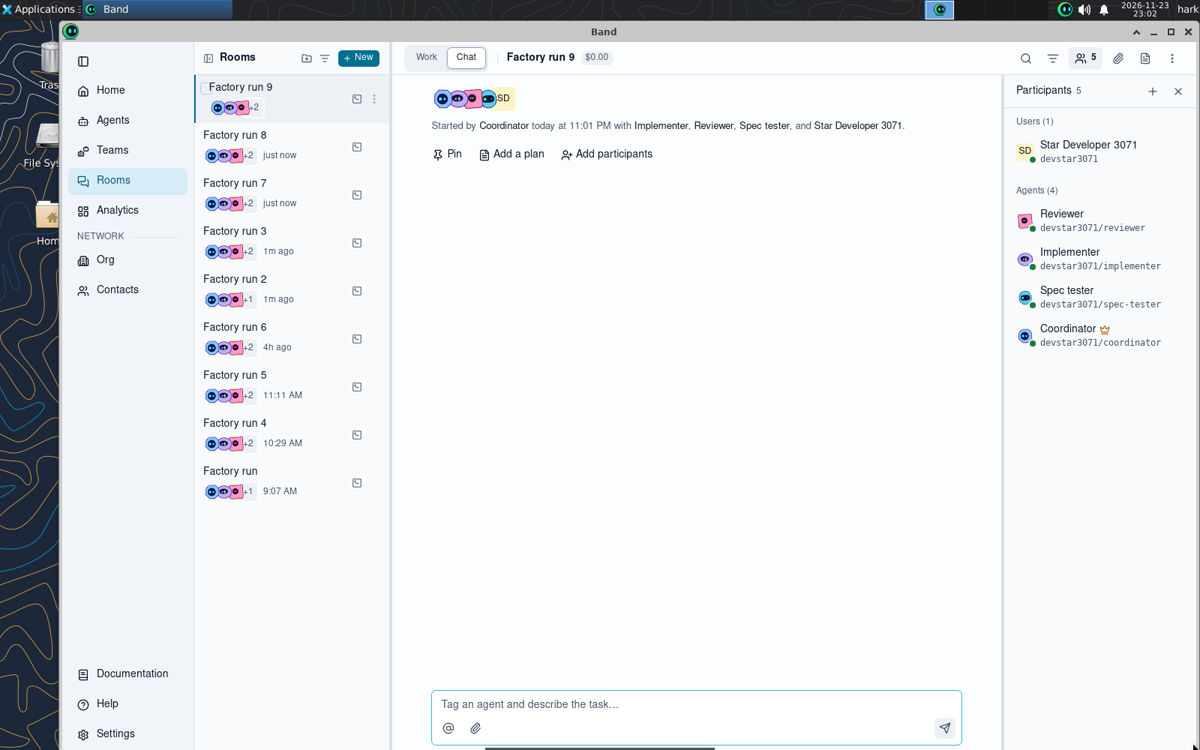 Applications
Band
2026-11-23
23:02
hark
Band
Home
Agents
Teams
Rooms
Analytics
NETWORK
Org
Contacts
Documentation
Help
Settings
Rooms
New
Factory run 9
+2
Factory run 8
+2 just now
Factory run 7
+2 just now
Factory run 3
+2 1m ago
Factory run 2
+1 1m ago
Factory run 6
+2 4h ago
Factory run 5
+2 11:11 AM
Factory run 4
+2 10:29 AM
Factory run
+1 9:07 AM
Work Chat Factory run 9 $0.00
5
SD
Started by Coordinator today at 11:01 PM with Implementer, Reviewer, Spec tester, and Star Developer 3071.
Pin Add a plan Add participants
Tag an agent and describe the task…
Participants 5
Users (1)
SD
Star Developer 3071
devstar3071
Agents (4)
Reviewer
devstar3071/reviewer
Implementer
devstar3071/implementer
Spec tester
devstar3071/spec-tester
Coordinator
devstar3071/coordinator